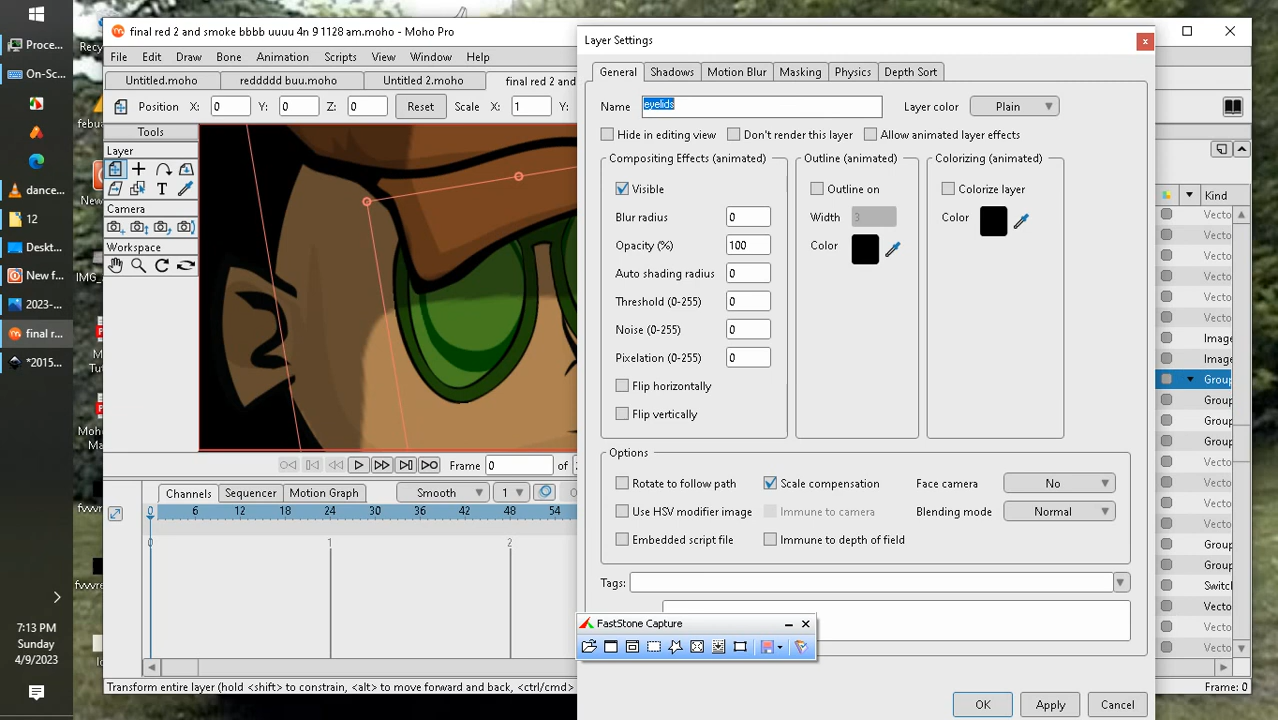 final red 2 and smoke bbbb uuuu 4n 9 1128 am.moho - Moho Pro
File Edit Draw Bone Animation Scripts View Window Help
Untitled.moho reddddd buu.moho Untitled 2.moho final red 2 and
Position X: 0 Y: 0 Z: 0 Reset Scale X: 1 Y:
Tools
Layer
Camera
Workspace
Proce...
On-Sc...
dance...
12
Deskt...
New f...
2023-...
final r...
*2015...
7:13 PM
Sunday
4/9/2023
Recy
febua
IMG_
Layer Settings
General Shadows Motion Blur Masking Physics Depth Sort
Name eyelids Layer color Plain
Hide in editing view Don't render this layer Allow animated layer effects
Compositing Effects (animated) Outline (animated) Colorizing (animated)
Visible Outline on Colorize layer
Blur radius 0 Width 3 Color
Opacity (%) 100 Color
Auto shading radius 0
Threshold (0-255) 0
Noise (0-255) 0
Pixelation (0-255) 0
Flip horizontally
Flip vertically
Options
Rotate to follow path Scale compensation Face camera No
Use HSV modifier image Immune to camera Blending mode Normal
Embedded script file Immune to depth of field
Tags:
FastStone Capture
OK Apply Cancel
Kind
Vecto
Vecto
Vecto
Vecto
Vecto
Vecto
Image
Image
Group
Group
Group
Group
Group
Vecto
Vecto
Vecto
Group
Group
Switch
Vecto
Vecto
Vecto
Frame 0 of
Channels Sequencer Motion Graph Smooth 1
0 6 12 18 24 30 36 42 48 54
0 1 2
Transform entire layer (hold <shift> to constrain, <alt> to move forward and back, <ctrl/cmd>
Frame: 0